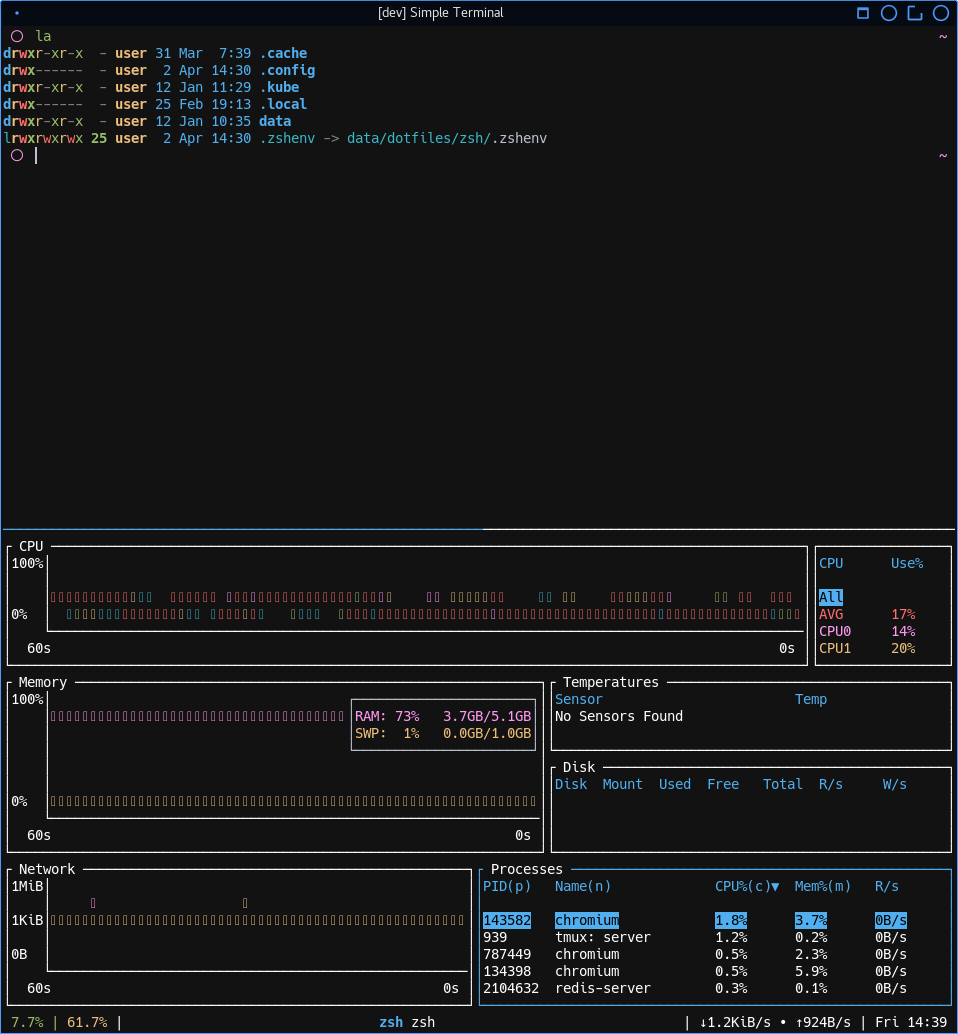 [dev] Simple Terminal
la ~
drwxr-xr-x - user 31 Mar 7:39 .cache
drwx------ - user 2 Apr 14:30 .config
drwxr-xr-x - user 12 Jan 11:29 .kube
drwx------ - user 25 Feb 19:13 .local
drwxr-xr-x - user 12 Jan 10:35 data
lrwxrwxrwx 25 user 2 Apr 14:30 .zshenv -> data/dotfiles/zsh/.zshenv
~
CPU
100%
0%
60s 0s
CPU Use%
All
AVG 17%
CPU0 14%
CPU1 20%
Memory
100%
RAM: 73% 3.7GB/5.1GB
SWP: 1% 0.0GB/1.0GB
0%
60s 0s
Temperatures
Sensor Temp
No Sensors Found
Disk
Disk Mount Used Free Total R/s W/s
Network
1MiB
1KiB
0B
60s 0s
Processes
PID(p) Name(n) CPU%(c)▼ Mem%(m) R/s
143582 chromium 1.8% 3.7% 0B/s
939 tmux: server 1.2% 0.2% 0B/s
787449 chromium 0.5% 2.3% 0B/s
134398 chromium 0.5% 5.9% 0B/s
2104632 redis-server 0.3% 0.1% 0B/s
7.7% | 61.7% | zsh zsh | ↓1.2KiB/s • ↑924B/s | Fri 14:39